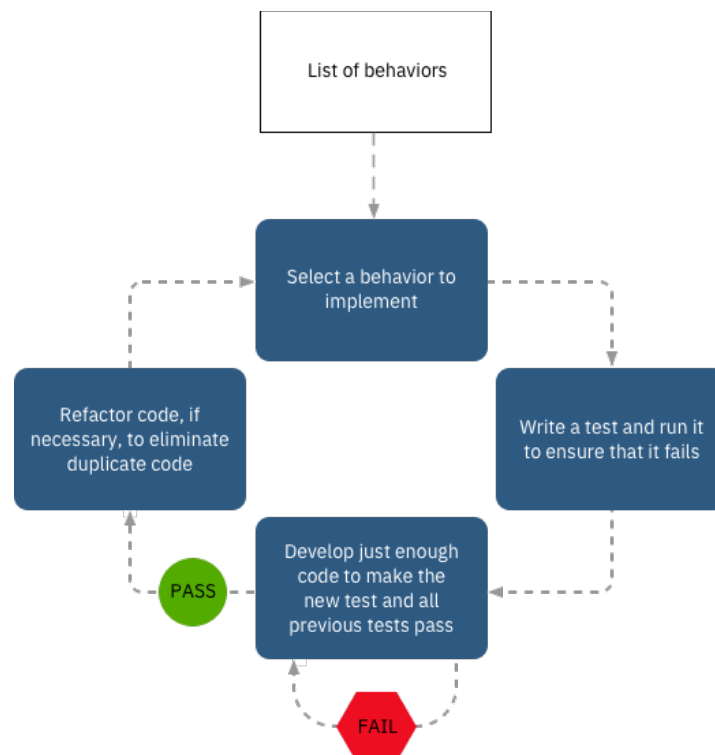 List of behaviors
Select a behavior to
implement
Write a test and run it
to ensure that it fails
Develop just enough
code to make the
new test and all
previous tests pass
FAIL
PASS
Refactor code, if
necessary, to eliminate
duplicate code